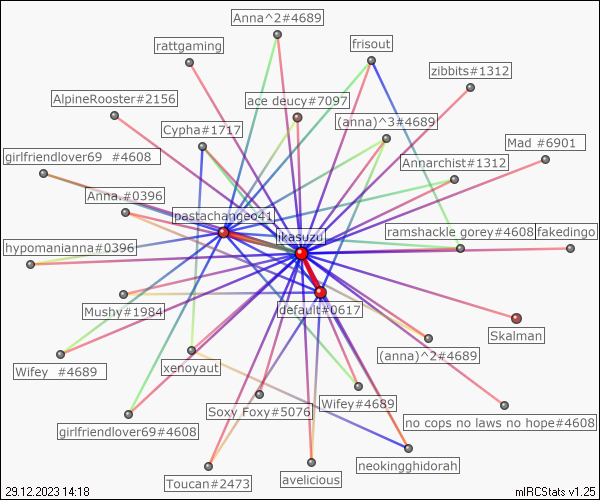 Anna^2#4689
rattgaming
frisout
zibbits#1312
AlpineRooster#2156
ace deucy#7097
(anna)^3#4689
Cypha#1717
Mad #6901
girlfriendlover69 #4608
Annarchist#1312
Anna.#0396
pastachangeo41
ikasuzu
ramshackle gorey#4608
fakedingo
hypomanianna#0396
Mushy#1984
default#0617
Skalman
(anna)^2#4689
Wifey #4689
xenoyaut
Soxy Foxy#5076
Wifey#4689
no cops no laws no hope#4608
girlfriendlover69#4608
neokingghidorah
Toucan#2473
avelicious
29.12.2023 14:18
mIRCStats v1.25